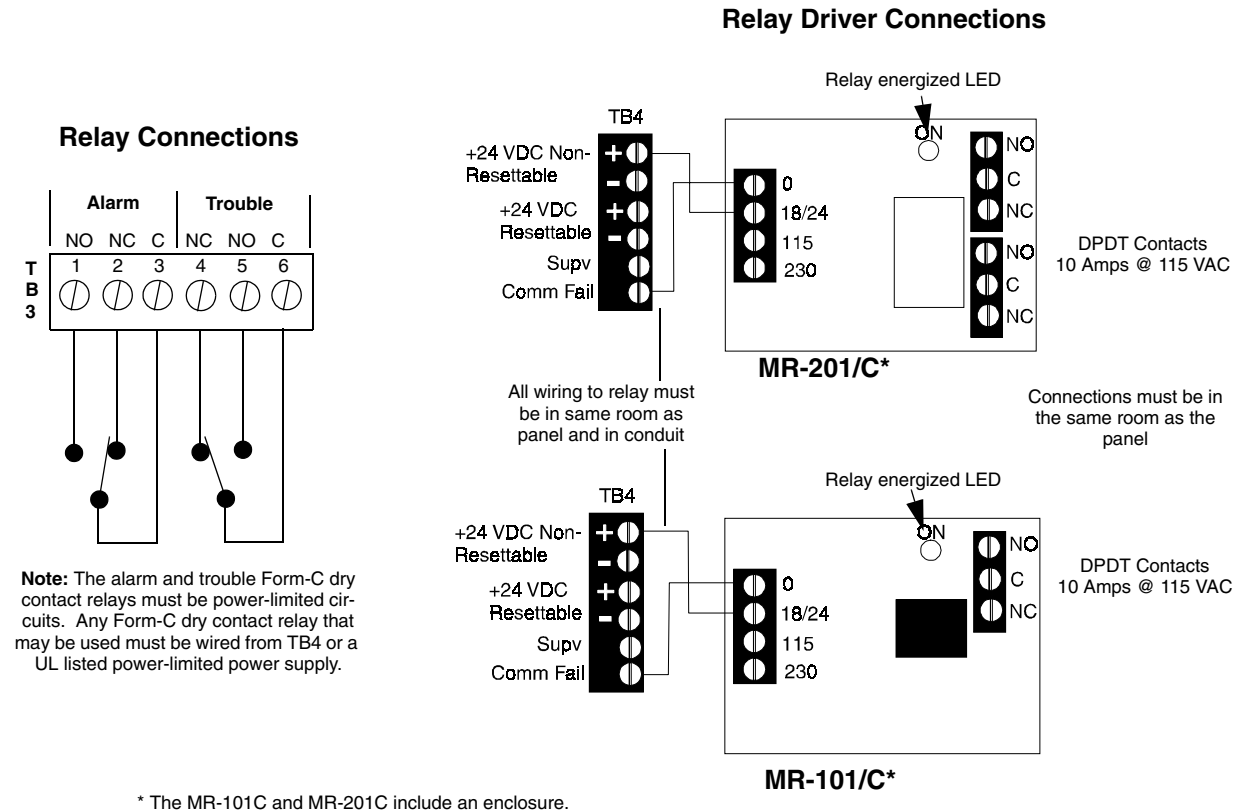 Relay Driver Connections
Relay Connections
Alarm Trouble
NO NC C NC NO C
T
B
3
1 2 3 4 5 6
Note: The alarm and trouble Form-C dry
contact relays must be power-limited cir-
cuits. Any Form-C dry contact relay that
may be used must be wired from TB4 or a
UL listed power-limited power supply.
Relay energized LED
TB4
+24 VDC Non-
Resettable
+24 VDC
Resettable
Supv
Comm Fail
+
-
+
-
0
18/24
115
230
ON
NO
C
NC
NO
C
NC
DPDT Contacts
10 Amps @ 115 VAC
MR-201/C*
All wiring to relay must
be in same room as
panel and in conduit
Connections must be in
the same room as the
panel
Relay energized LED
TB4
+24 VDC Non-
Resettable
+24 VDC
Resettable
Supv
Comm Fail
+
-
+
-
0
18/24
115
230
ON
NO
C
NC
DPDT Contacts
10 Amps @ 115 VAC
MR-101/C*
* The MR-101C and MR-201C include an enclosure.